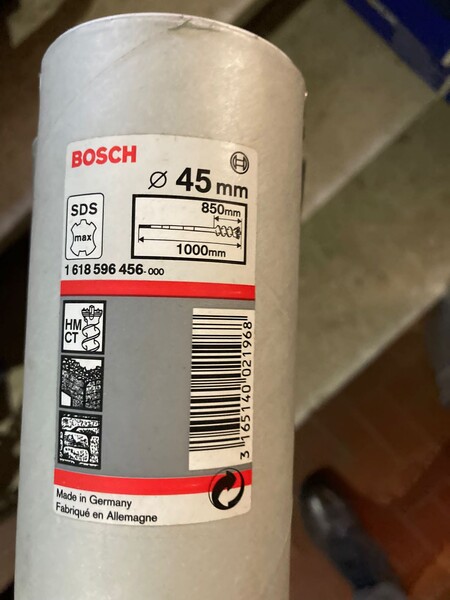 BOSCH
⌀ 45 mm
SDS
max
850mm
1000mm
1 618 596 456-000
HM
CT
3 165140 021968
Made in Germany
Fabriqué en Allemagne